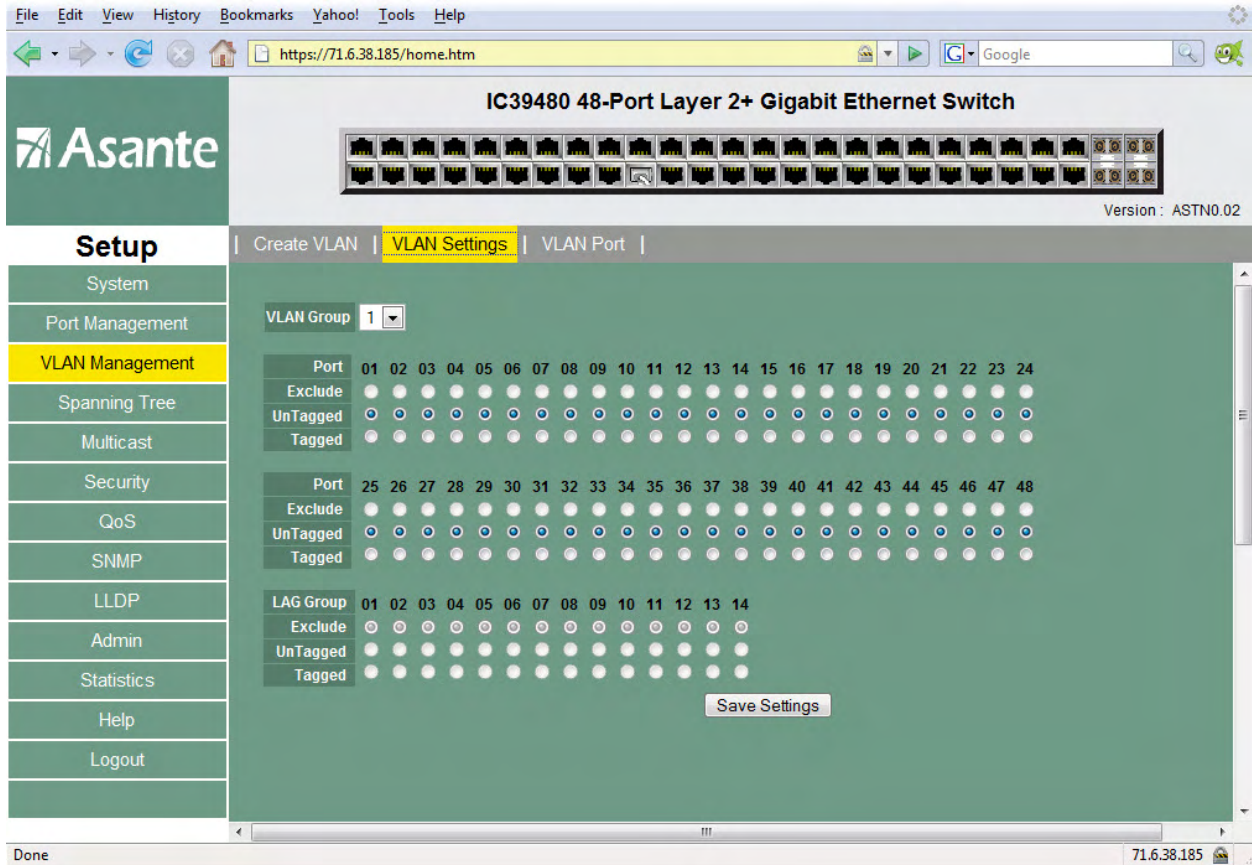 File Edit View History Bookmarks Yahoo! Tools Help
https://71.6.38.185/home.htm
G Google
Asante
IC39480 48-Port Layer 2+ Gigabit Ethernet Switch
Version : ASTN0.02
Setup
| Create VLAN | VLAN Settings | VLAN Port |
System
Port Management
VLAN Management
Spanning Tree
Multicast
Security
QoS
SNMP
LLDP
Admin
Statistics
Help
Logout
VLAN Group 1
Port 01 02 03 04 05 06 07 08 09 10 11 12 13 14 15 16 17 18 19 20 21 22 23 24
Exclude
UnTagged
Tagged
Port 25 26 27 28 29 30 31 32 33 34 35 36 37 38 39 40 41 42 43 44 45 46 47 48
Exclude
UnTagged
Tagged
LAG Group 01 02 03 04 05 06 07 08 09 10 11 12 13 14
Exclude
UnTagged
Tagged
Save Settings
Done
71.6.38.185